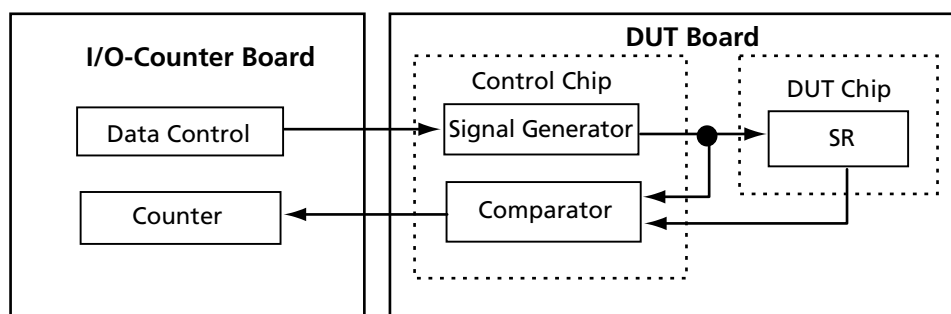 I/O-Counter Board
Data Control
Counter
DUT Board
Control Chip
Signal Generator
Comparator
DUT Chip
SR